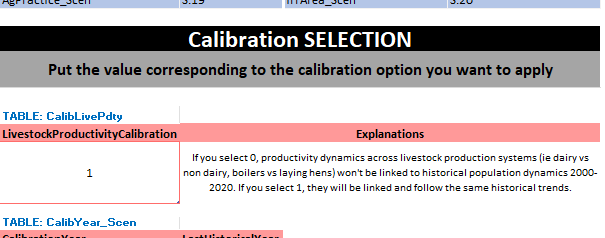 AgPractice_Scen 3.19 IrrArea_Scen 3.20
Calibration SELECTION
Put the value corresponding to the calibration option you want to apply
TABLE: CalibLivePdty
LivestockProductivityCalibration Explanations
If you select 0, productivity dynamics across livestock production systems (ie dairy vs
1 non dairy, boilers vs laying hens) won't be linked to historical population dynamics 2000-
2020. If you select 1, they will be linked and follow the same historical trends.
TABLE: CalibYear_Scen
CalibrationYear LastHistoricalYear